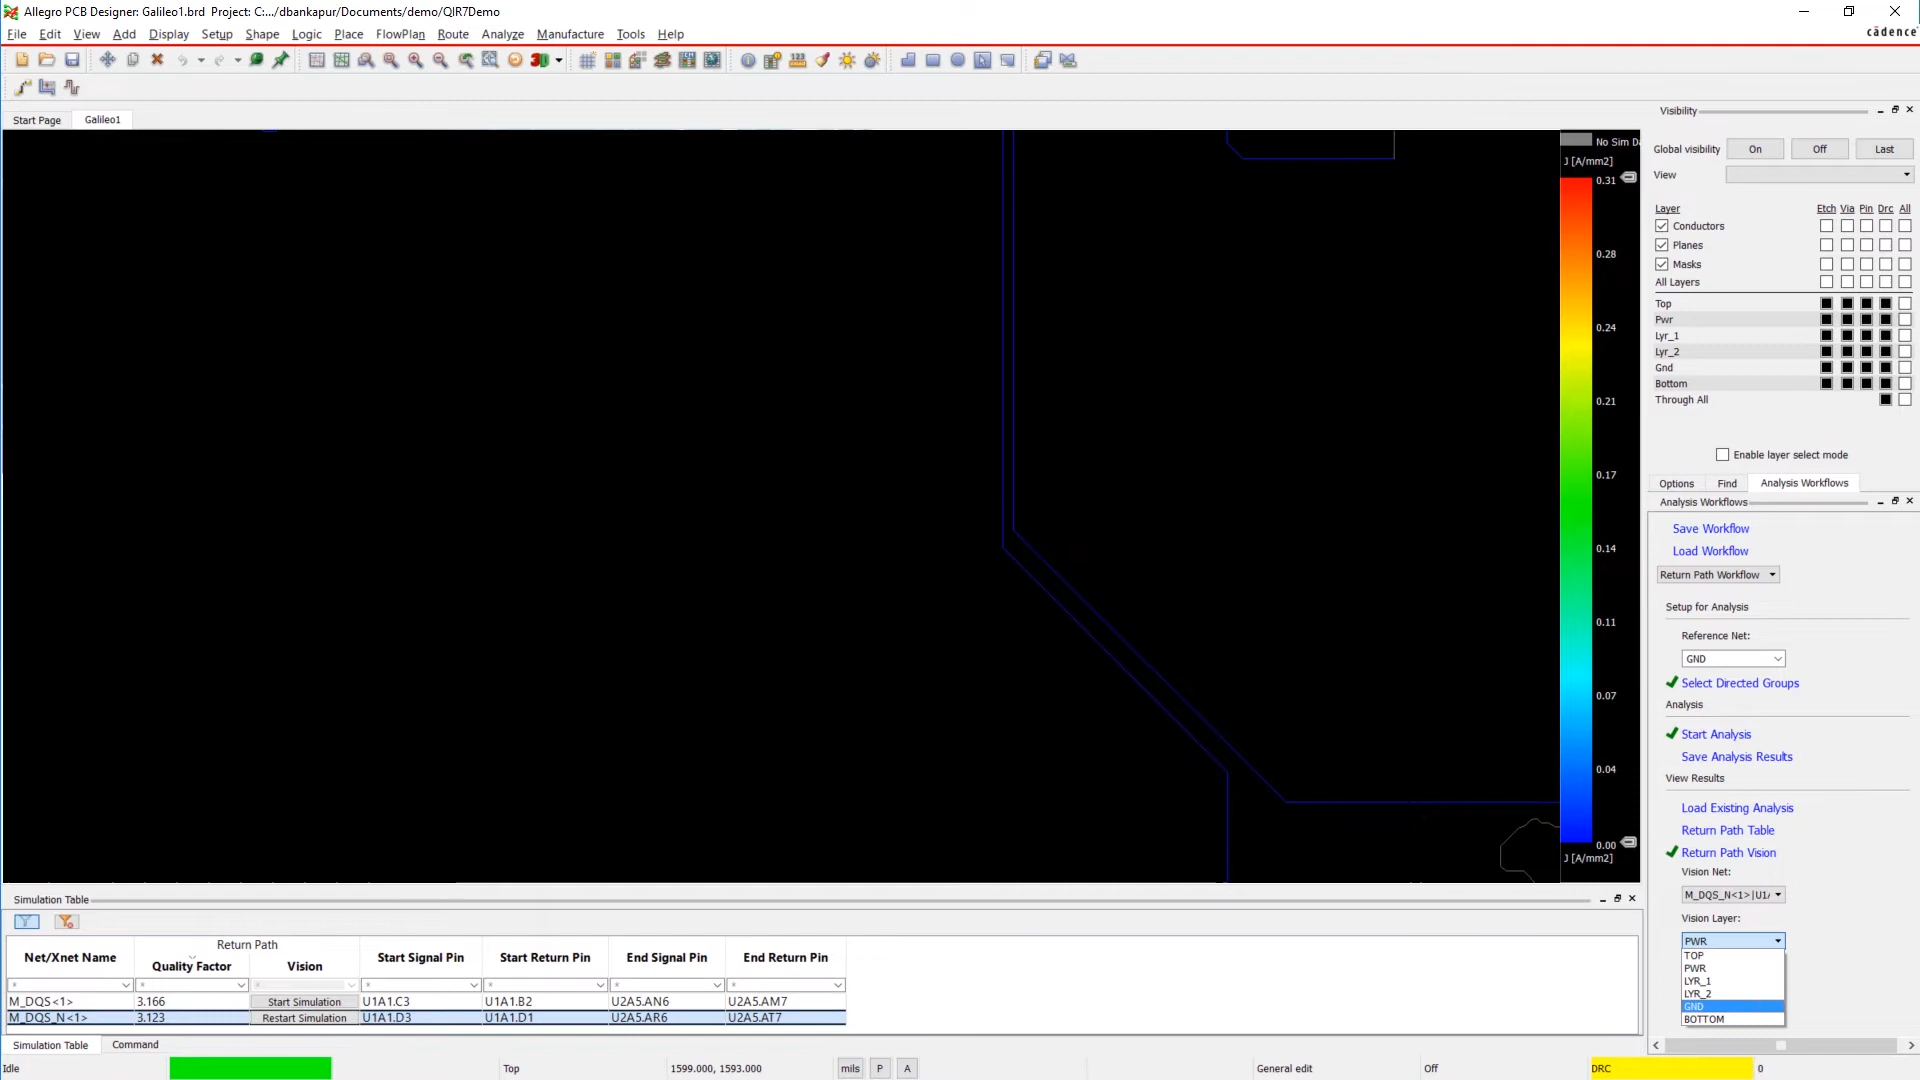 Allegro PCB Designer: Galileo1.brd  Project: C:.../dbankapur/Documents/demo/QIR7Demo
File Edit View Add Display Setup Shape Logic Place FlowPlan Route Analyze Manufacture Tools Help
cādence
3D
Start Page Galileo1
No Sim Da
J [A/mm2]
0.31
0.28
0.24
0.21
0.17
0.14
0.11
0.07
0.04
0.00
J [A/mm2]
Visibility
Global visibility On Off Last
View
Layer Etch Via Pin Drc All
Conductors
Planes
Masks
All Layers
Top
Pwr
Lyr_1
Lyr_2
Gnd
Bottom
Through All
Enable layer select mode
Options Find Analysis Workflows
Analysis Workflows
Save Workflow
Load Workflow
Return Path Workflow
Setup for Analysis
Reference Net:
GND
Select Directed Groups
Analysis
Start Analysis
Save Analysis Results
View Results
Load Existing Analysis
Return Path Table
Return Path Vision
Vision Net:
M_DQS_N<1>|U1A
Vision Layer:
PWR
TOP
PWR
LYR_1
LYR_2
GND
BOTTOM
Simulation Table
Return Path
Net/Xnet Name Quality Factor Vision Start Signal Pin Start Return Pin End Signal Pin End Return Pin
* * * * * * *
M_DQS<1> 3.166 Start Simulation U1A1.C3 U1A1.B2 U2A5.AN6 U2A5.AM7
M_DQS_N<1> 3.123 Restart Simulation U1A1.D3 U1A1.D1 U2A5.AR6 U2A5.AT7
Simulation Table Command
Idle Top 1599.000, 1593.000 mils P A General edit Off DRC 0